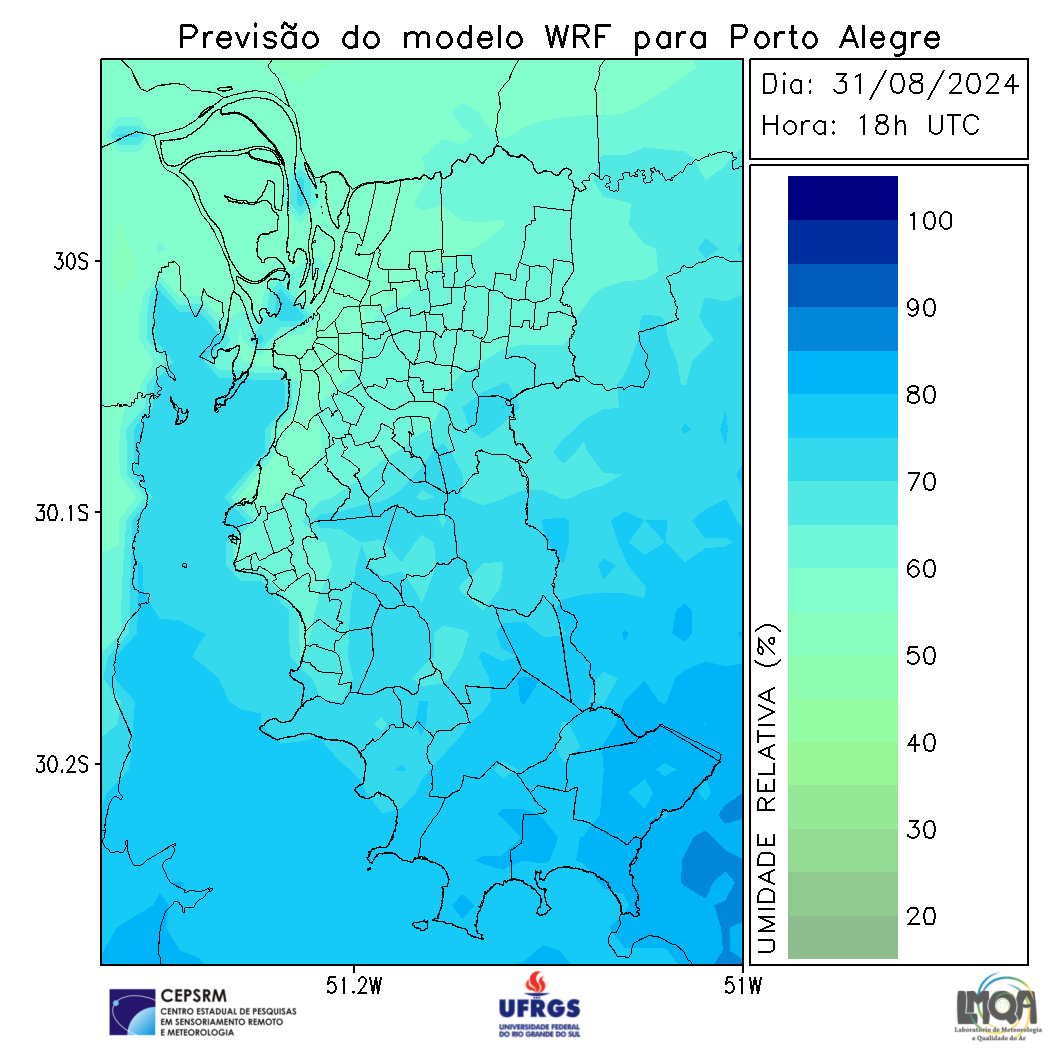 Previsão do modelo WRF para Porto Alegre
Dia: 31/08/2024
Hora: 18h UTC
30S
30.1S
30.2S
51.2W
51W
UMIDADE RELATIVA (%)
100
90
80
70
60
50
40
30
20
CEPSRM
CENTRO ESTADUAL DE PESQUISAS
EM SENSORIAMENTO REMOTO
E METEOROLOGIA
UFRGS
UNIVERSIDADE FEDERAL
DO RIO GRANDE DO SUL
LMQA
Laboratório de Meteorologia
e Qualidade do Ar